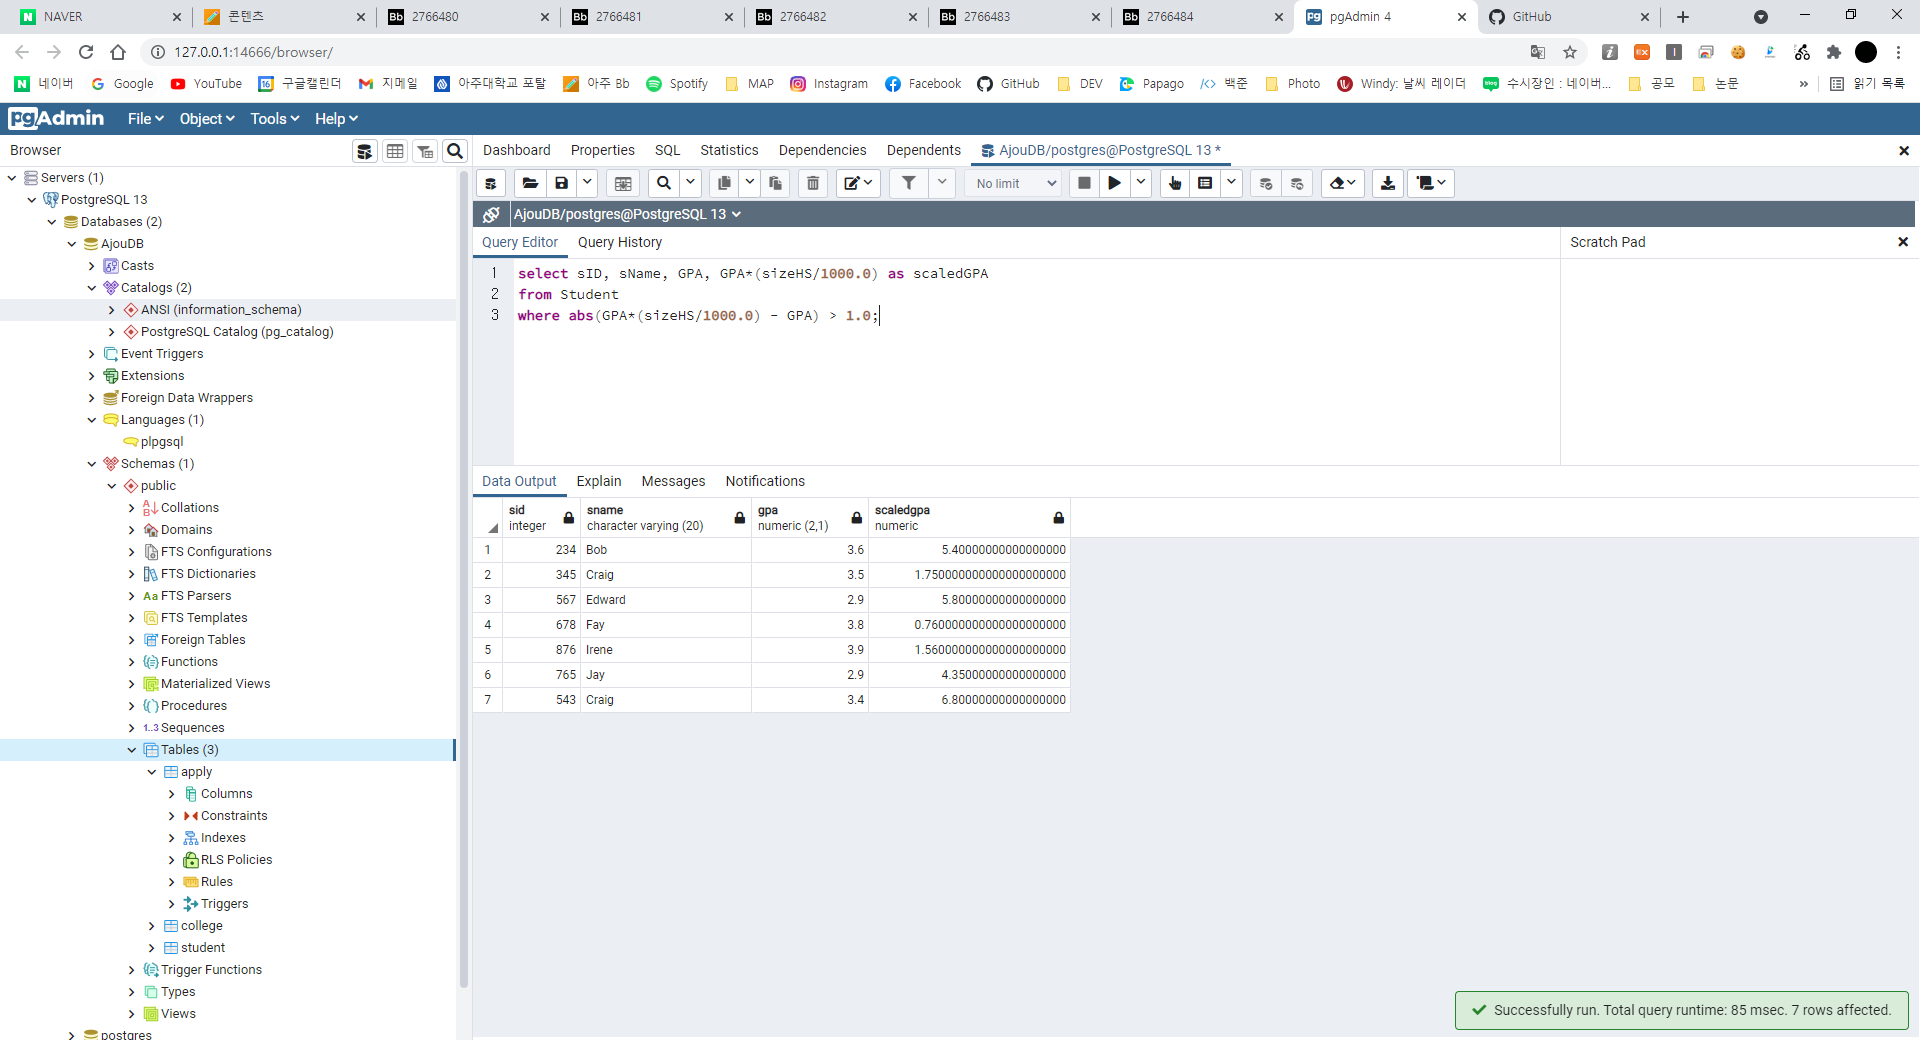 NAVER
콘텐츠
2766480
2766481
2766482
2766483
2766484
pgAdmin 4
GitHub
127.0.0.1:14666/browser/
네이버
Google
YouTube
구글캘린더
지메일
아주대학교 포탈
아주 Bb
Spotify
MAP
Instagram
Facebook
GitHub
DEV
Papago
백준
Photo
Windy: 날씨 레이더
수시장인 : 네이버...
공모
논문
»
읽기 목록
pgAdmin
File
Object
Tools
Help
Browser
Dashboard
Properties
SQL
Statistics
Dependencies
Dependents
AjouDB/postgres@PostgreSQL 13 *
No limit
AjouDB/postgres@PostgreSQL 13
Query Editor
Query History
Scratch Pad
1 select sID, sName, GPA, GPA*(sizeHS/1000.0) as scaledGPA
2 from Student
3 where abs(GPA*(sizeHS/1000.0) - GPA) > 1.0;
Servers (1)
PostgreSQL 13
Databases (2)
AjouDB
Casts
Catalogs (2)
ANSI (information_schema)
PostgreSQL Catalog (pg_catalog)
Event Triggers
Extensions
Foreign Data Wrappers
Languages (1)
plpgsql
Schemas (1)
public
Collations
Domains
FTS Configurations
FTS Dictionaries
FTS Parsers
FTS Templates
Foreign Tables
Functions
Materialized Views
Procedures
Sequences
Tables (3)
apply
Columns
Constraints
Indexes
RLS Policies
Rules
Triggers
college
student
Trigger Functions
Types
Views
postgres
Data Output
Explain
Messages
Notifications
sid integer
sname character varying (20)
gpa numeric (2,1)
scaledgpa numeric
1 234 Bob 3.6 5.40000000000000000
2 345 Craig 3.5 1.750000000000000000000
3 567 Edward 2.9 5.80000000000000000
4 678 Fay 3.8 0.760000000000000000000
5 876 Irene 3.9 1.560000000000000000000
6 765 Jay 2.9 4.35000000000000000
7 543 Craig 3.4 6.80000000000000000
Successfully run. Total query runtime: 85 msec. 7 rows affected.